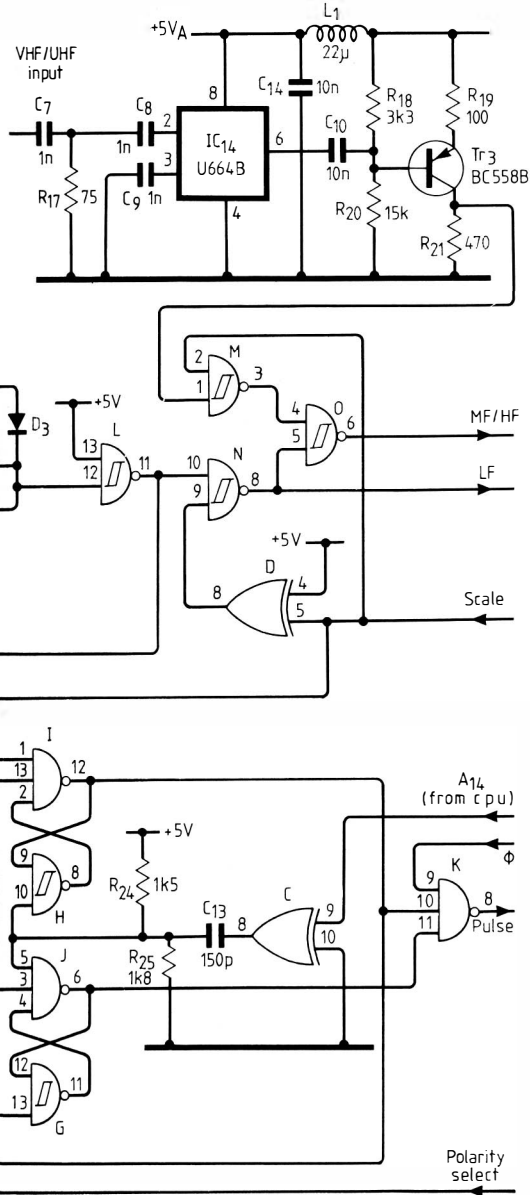 +5VA
L1
22μ
VHF/UHF
input
C7
1n
C8
1n
2
8
IC14
U664B
6
3
4
C9
1n
R17
75
C14
10n
C10
10n
R18
3k3
R19
100
Tr3
BC558B
R20
15k
R21
470
2
M
1
3
4
O
6
5
MF/HF
D3
+5V
L
13
12
11
10
N
9
8
LF
+5V
D
8
4
5
Scale
I
1
13
2
12
9
10
8
H
+5V
R24
1k5
C13
150p
8
C
9
10
R25
1k8
A14
(from cpu)
Φ
K
9
10
11
8
Pulse
5
J
3
4
6
12
13
11
G
Polarity
select